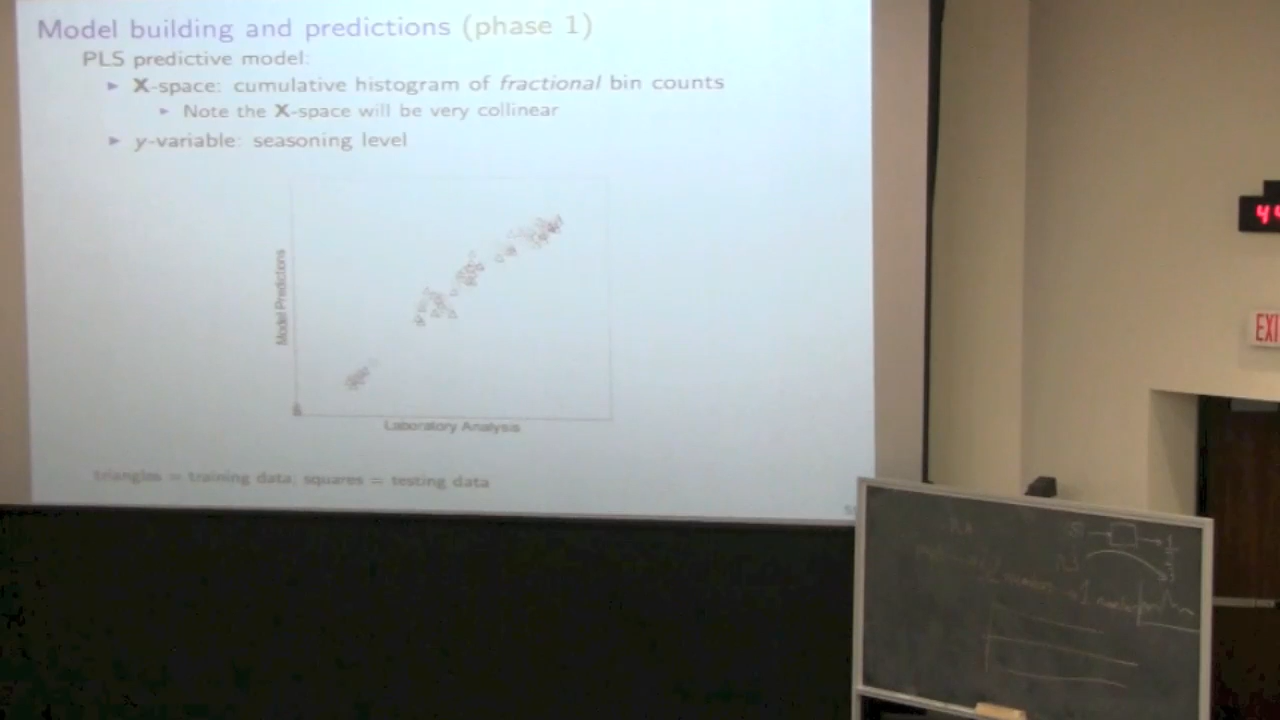 Model building and predictions (phase 1)
PLS predictive model:
► X-space: cumulative histogram of fractional bin counts
► Note the X-space will be very collinear
► y-variable: seasoning level
Model Predictions
Laboratory Analysis
triangles = training data; squares = testing data
EXI